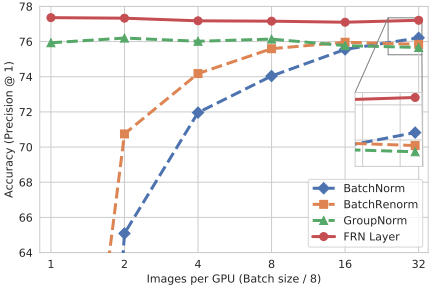 78
76
74
72
70
68
66
64
Accuracy (Precision @ 1)
BatchNorm
BatchRenorm
GroupNorm
FRN Layer
1 2 4 8 16 32
Images per GPU (Batch size / 8)